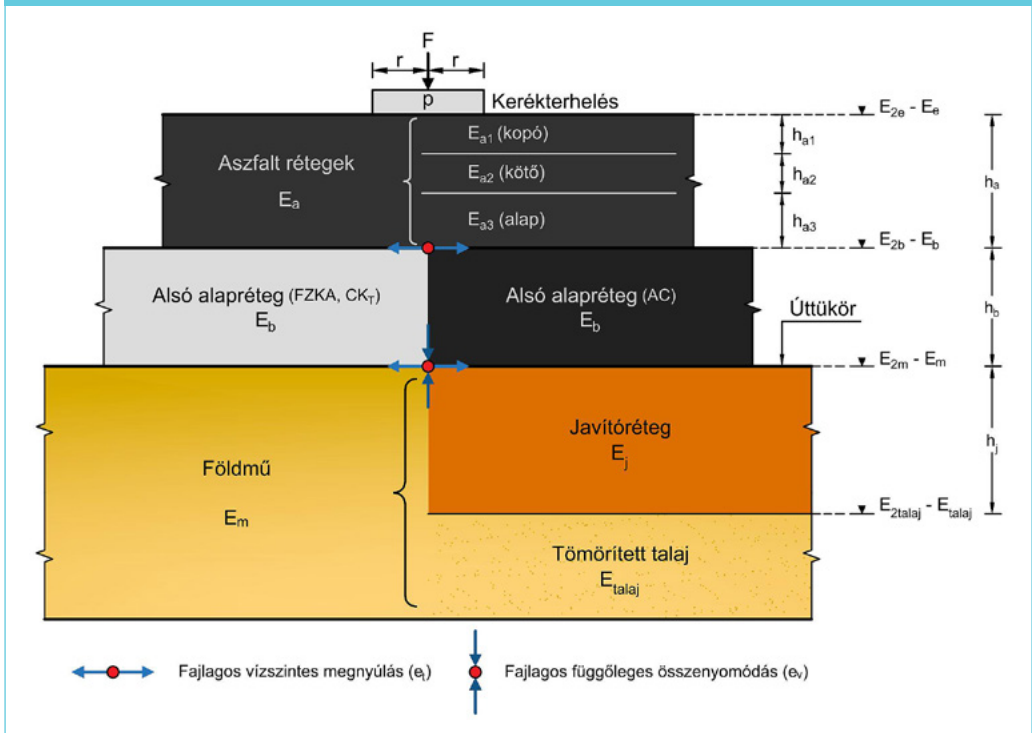 F
r r
p
Kerékterhelés
E2e - Ee
Aszfalt rétegek
Ea
Ea1 (kopó)
Ea2 (kötő)
Ea3 (alap)
ha1
ha2
ha3
ha
E2b - Eb
Alsó alapréteg (FZKA, CKT)
Eb
Alsó alapréteg (AC)
Eb
hb
Úttükör
E2m - Em
Földmű
Em
Javítóréteg
Ej
hj
E2talaj - Etalaj
Tömörített talaj
Etalaj
Fajlagos vízszintes megnyúlás (et)
Fajlagos függőleges összenyomódás (ev)